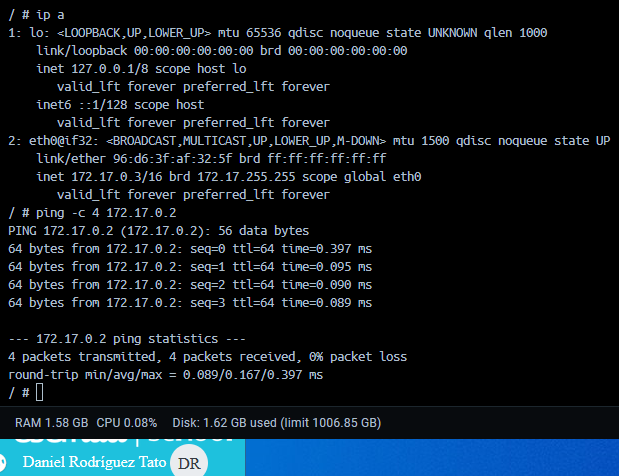 / # ip a
1: lo: <LOOPBACK,UP,LOWER_UP> mtu 65536 qdisc noqueue state UNKNOWN qlen 1000
    link/loopback 00:00:00:00:00:00 brd 00:00:00:00:00:00
    inet 127.0.0.1/8 scope host lo
       valid_lft forever preferred_lft forever
    inet6 ::1/128 scope host
       valid_lft forever preferred_lft forever
2: eth0@if32: <BROADCAST,MULTICAST,UP,LOWER_UP,M-DOWN> mtu 1500 qdisc noqueue state UP
    link/ether 96:d6:3f:af:32:5f brd ff:ff:ff:ff:ff:ff
    inet 172.17.0.3/16 brd 172.17.255.255 scope global eth0
       valid_lft forever preferred_lft forever
/ # ping -c 4 172.17.0.2
PING 172.17.0.2 (172.17.0.2): 56 data bytes
64 bytes from 172.17.0.2: seq=0 ttl=64 time=0.397 ms
64 bytes from 172.17.0.2: seq=1 ttl=64 time=0.095 ms
64 bytes from 172.17.0.2: seq=2 ttl=64 time=0.090 ms
64 bytes from 172.17.0.2: seq=3 ttl=64 time=0.089 ms

--- 172.17.0.2 ping statistics ---
4 packets transmitted, 4 packets received, 0% packet loss
round-trip min/avg/max = 0.089/0.167/0.397 ms
/ #
RAM 1.58 GB CPU 0.08% Disk: 1.62 GB used (limit 1006.85 GB)
Daniel Rodríguez Tato DR